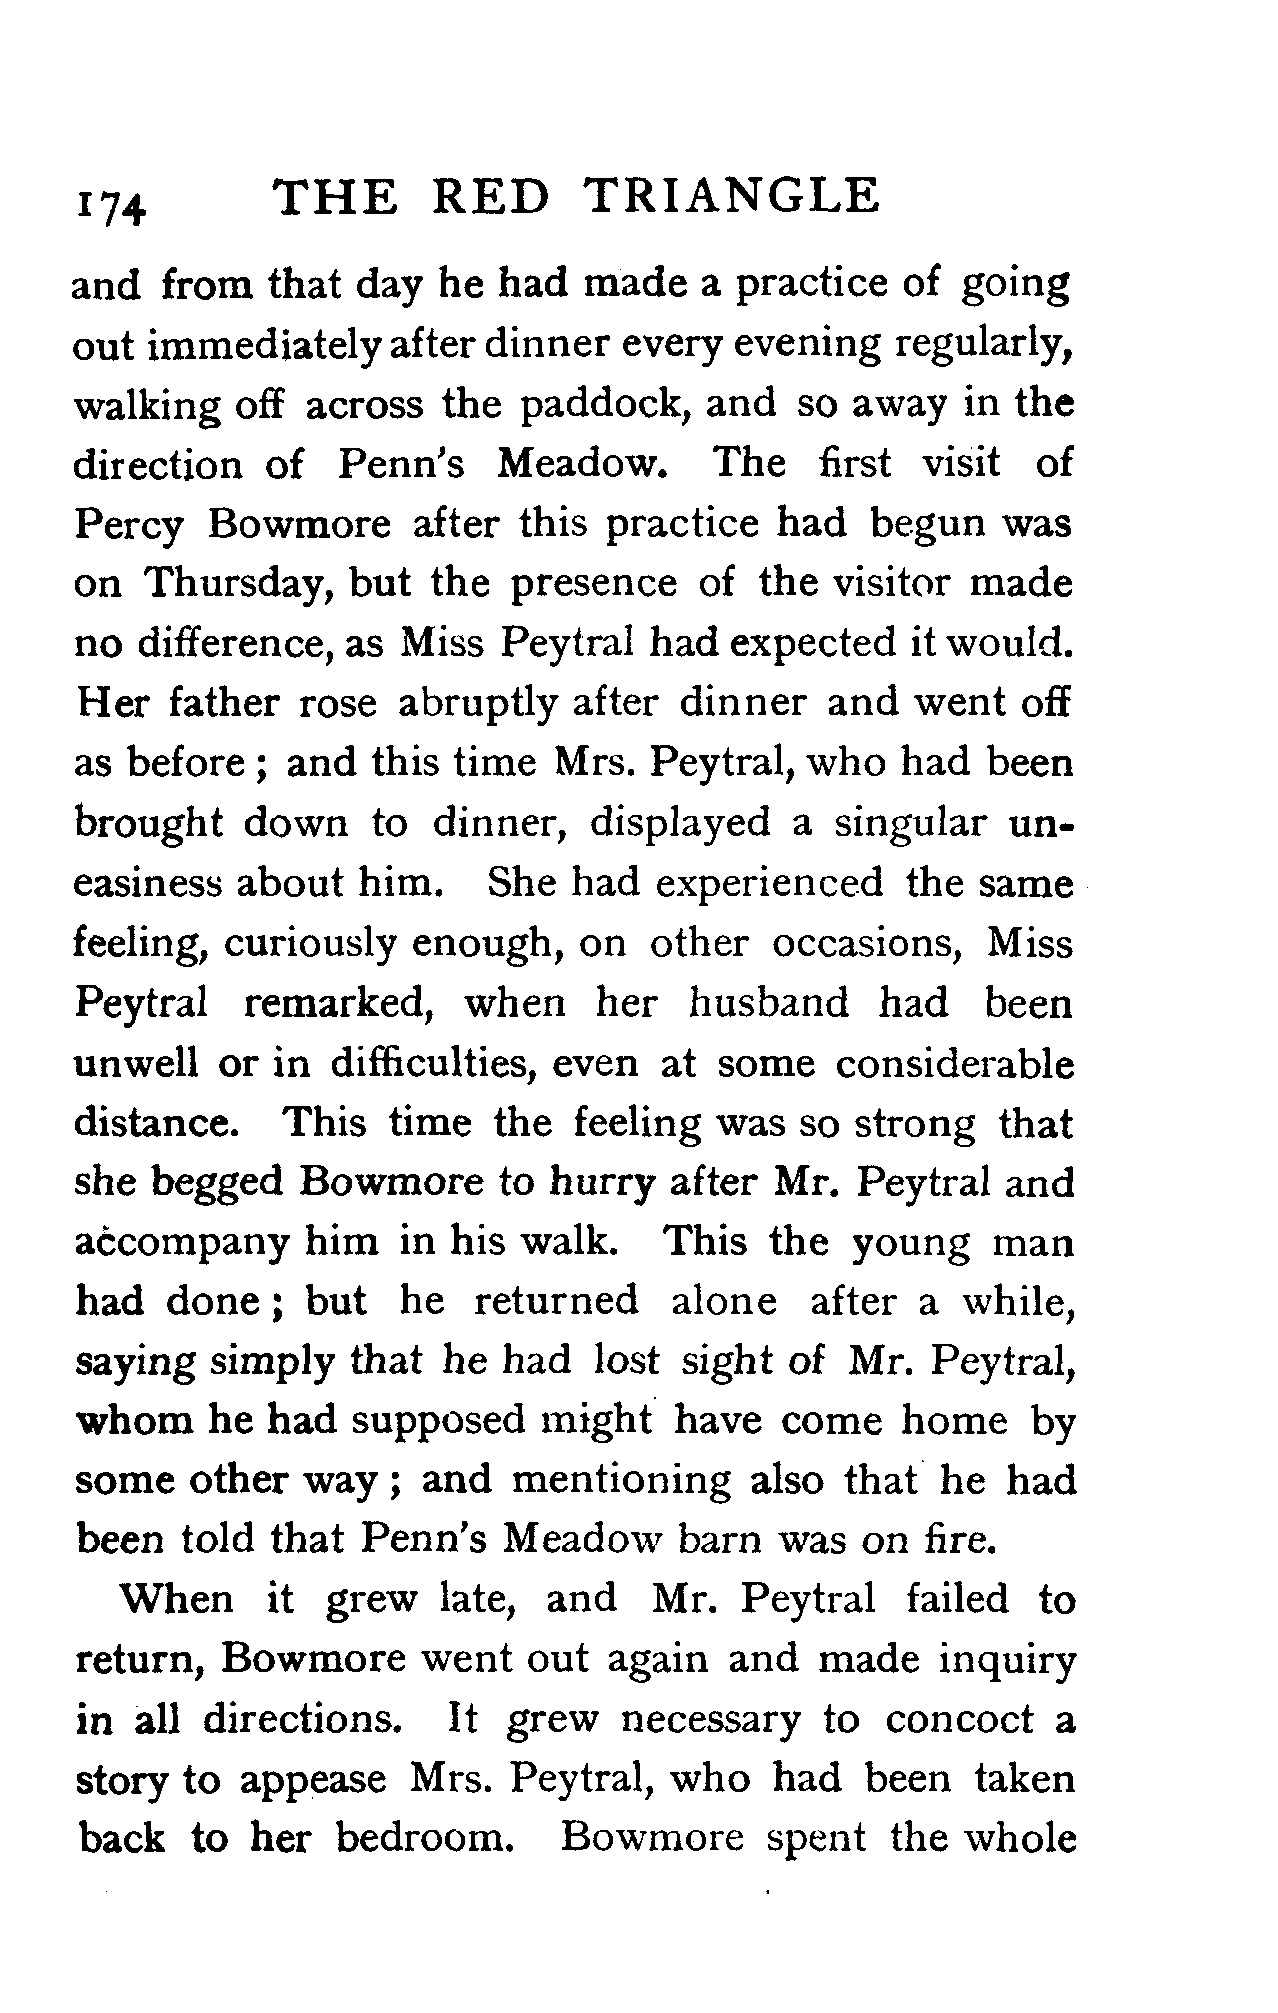 174 THE RED TRIANGLE
and from that day he had made a practice of going
out immediately after dinner every evening regularly,
walking off across the paddock, and so away in the
direction of Penn's Meadow. The first visit of
Percy Bowmore after this practice had begun was
on Thursday, but the presence of the visitor made
no difference, as Miss Peytral had expected it would.
Her father rose abruptly after dinner and went off
as before ; and this time Mrs. Peytral, who had been
brought down to dinner, displayed a singular un-
easiness about him. She had experienced the same
feeling, curiously enough, on other occasions, Miss
Peytral remarked, when her husband had been
unwell or in difficulties, even at some considerable
distance. This time the feeling was so strong that
she begged Bowmore to hurry after Mr. Peytral and
accompany him in his walk. This the young man
had done ; but he returned alone after a while,
saying simply that he had lost sight of Mr. Peytral,
whom he had supposed might have come home by
some other way ; and mentioning also that he had
been told that Penn's Meadow barn was on fire.
When it grew late, and Mr. Peytral failed to
return, Bowmore went out again and made inquiry
in all directions. It grew necessary to concoct a
story to appease Mrs. Peytral, who had been taken
back to her bedroom. Bowmore spent the whole